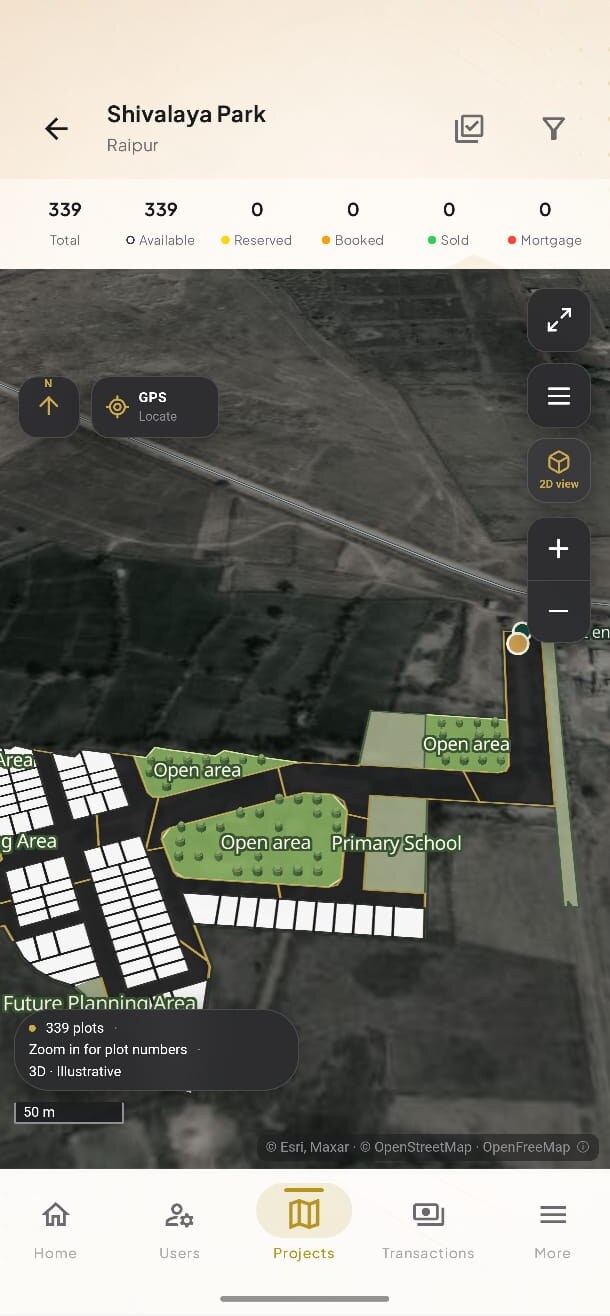 Shivalaya Park
Raipur
339 339 0 0 0 0
Total Available Reserved Booked Sold Mortgage
N
GPS
Locate
2D view
+
−
en
Open area
Area
Open area
g Area
Open area
Primary School
Future Planning Area
339 plots ·
Zoom in for plot numbers ·
3D · Illustrative
50 m
© Esri, Maxar · © OpenStreetMap · OpenFreeMap
Home Users Projects Transactions More